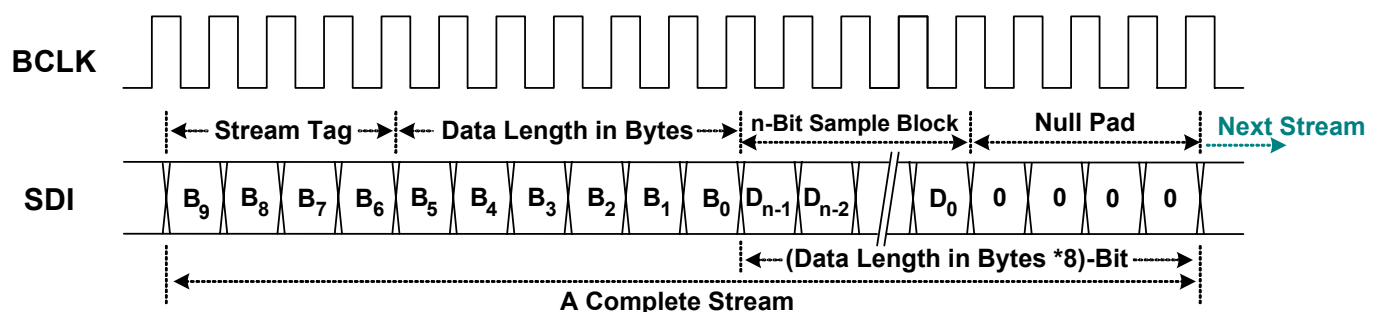 BCLK
Stream Tag
Data Length in Bytes
n-Bit Sample Block
Null Pad
Next Stream
SDI
B9 B8 B7 B6 B5 B4 B3 B2 B1 B0 Dn-1 Dn-2 D0 0 0 0 0
(Data Length in Bytes *8)-Bit
A Complete Stream